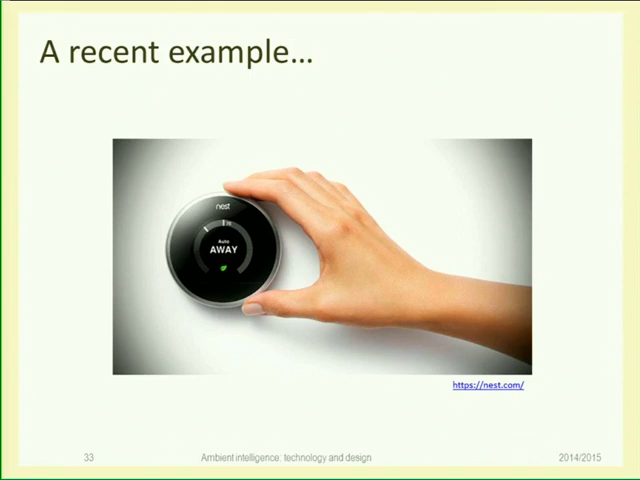 A recent example...
nest
Auto
AWAY
https://nest.com/
33
Ambient intelligence: technology and design
2014/2015